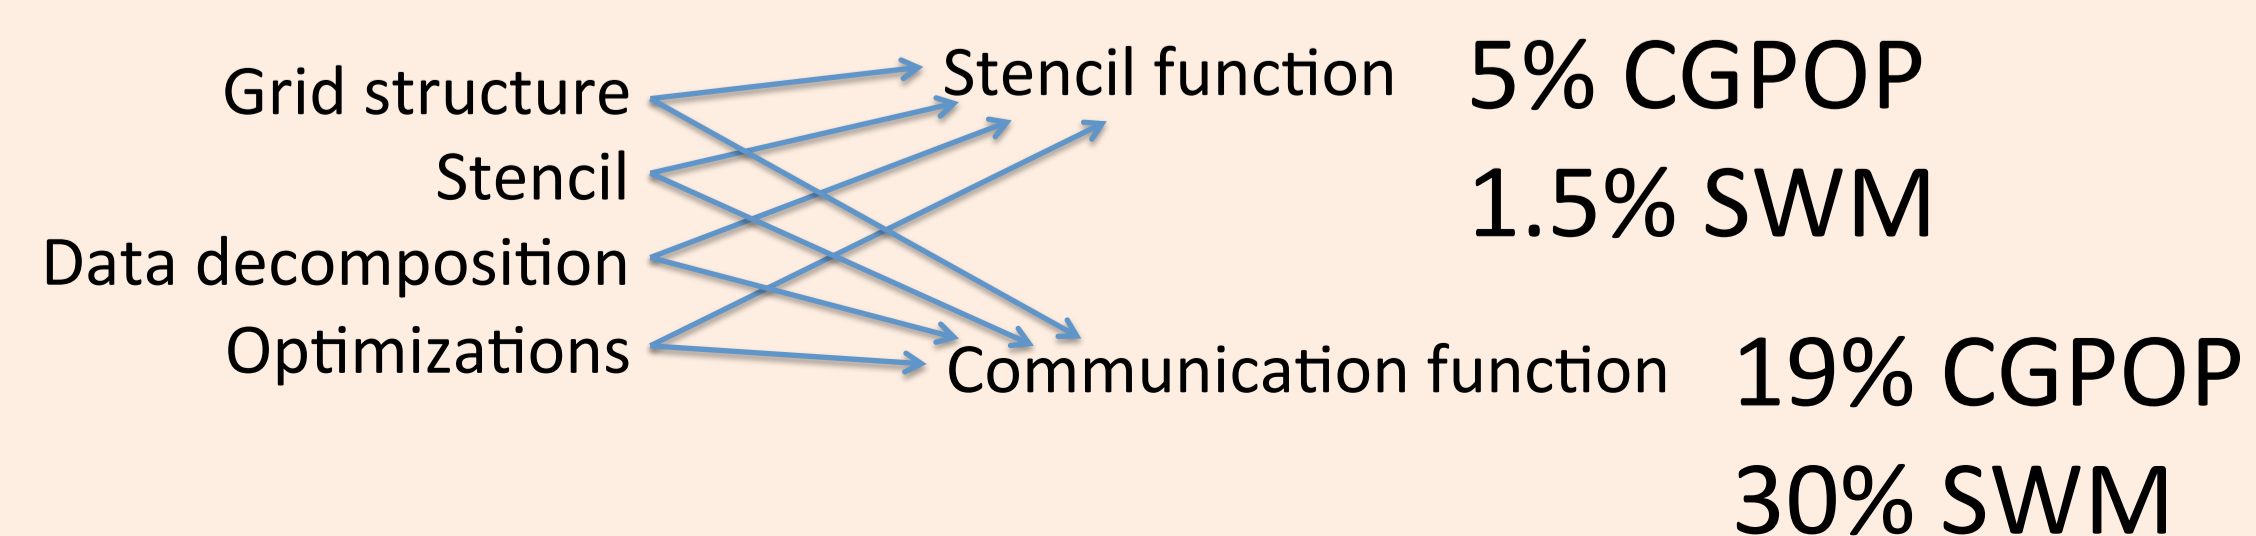 Grid structure
Stencil
Data decomposition
Optimizations
Stencil function
5% CGPOP
1.5% SWM
Communication function
19% CGPOP
30% SWM